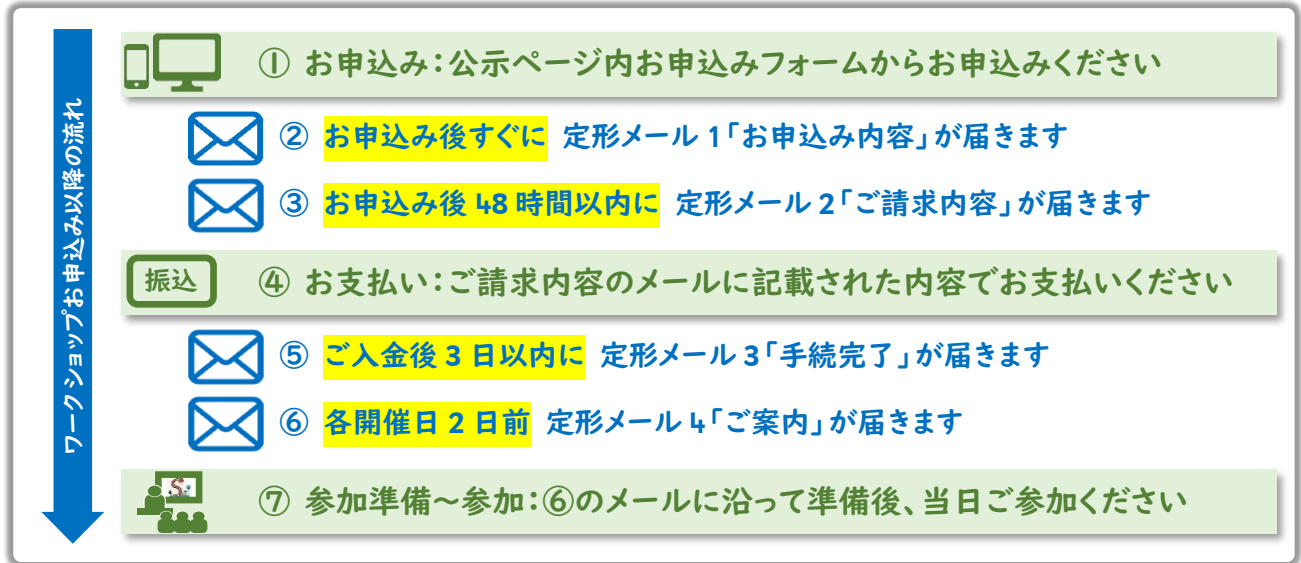 ワークショップお申込み以降の流れ
① お申込み：公示ページ内お申込みフォームからお申込みください
② お申込み後すぐに 定形メール 1「お申込み内容」が届きます
③ お申込み後 48 時間以内に 定形メール 2「ご請求内容」が届きます
振込 ④ お支払い：ご請求内容のメールに記載された内容でお支払いください
⑤ ご入金後 3 日以内に 定形メール 3「手続完了」が届きます
⑥ 各開催日 2 日前 定形メール 4「ご案内」が届きます
⑦ 参加準備～参加：⑥のメールに沿って準備後、当日ご参加ください